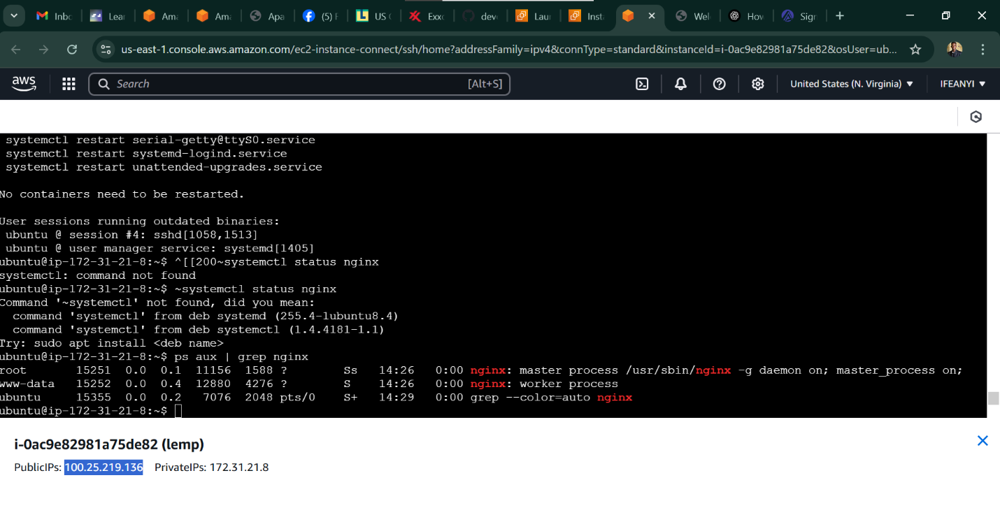 Inbo
Lear
Ama
Ama
Apa
(5) F
US
Exxo
deve
Laun
Inst
Wel
How
Sign
us-east-1.console.aws.amazon.com/ec2-instance-connect/ssh/home?addressFamily=ipv4&connType=standard&instanceId=i-0ac9e82981a75de82&osUser=ub...
aws
Search
[Alt+S]
United States (N. Virginia)
IFEANYI
systemctl restart serial-getty@ttyS0.service
systemctl restart systemd-logind.service
systemctl restart unattended-upgrades.service
No containers need to be restarted.
User sessions running outdated binaries:
ubuntu @ session #4: sshd[1058,1513]
ubuntu @ user manager service: systemd[1405]
ubuntu@ip-172-31-21-8:~$ ^[[200~systemctl status nginx
systemctl: command not found
ubuntu@ip-172-31-21-8:~$ ~systemctl status nginx
Command '~systemctl' not found, did you mean:
command 'systemctl' from deb systemd (255.4-1ubuntu8.4)
command 'systemctl' from deb systemctl (1.4.4181-1.1)
Try: sudo apt install <deb name>
ubuntu@ip-172-31-21-8:~$ ps aux | grep nginx
root 15251 0.0 0.1 11156 1588 ? Ss 14:26 0:00 nginx: master process /usr/sbin/nginx -g daemon on; master_process on;
www-data 15252 0.0 0.4 12880 4276 ? S 14:26 0:00 nginx: worker process
ubuntu 15355 0.0 0.2 7076 2048 pts/0 S+ 14:29 0:00 grep --color=auto nginx
ubuntu@ip-172-31-21-8:~$
i-0ac9e82981a75de82 (lemp)
PublicIPs: 100.25.219.136 PrivateIPs: 172.31.21.8